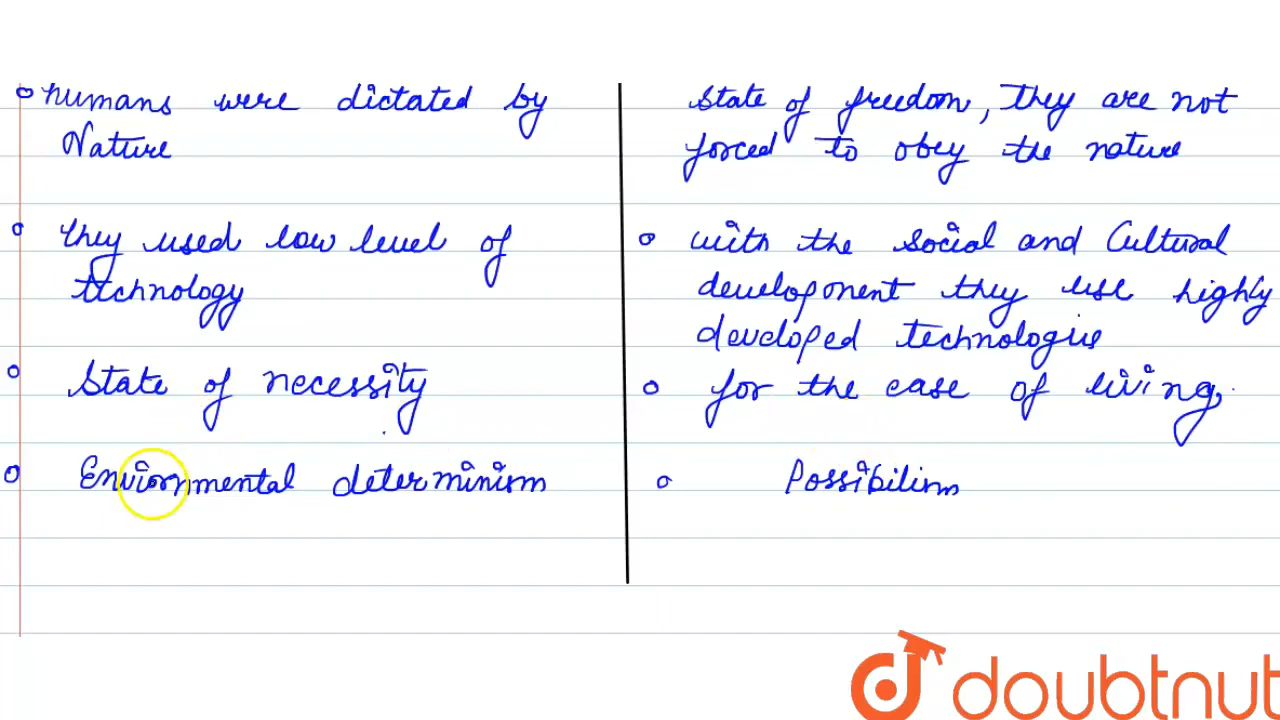 humans were dictated by
Nature
they used low level of
technology
State of necessity
Enviornmental determinism
state of freedom, They are not
forced to obey the nature
with the social and Cultural
development they use highly
developed technologies
for the ease of living,
Possibilism
doubtnut